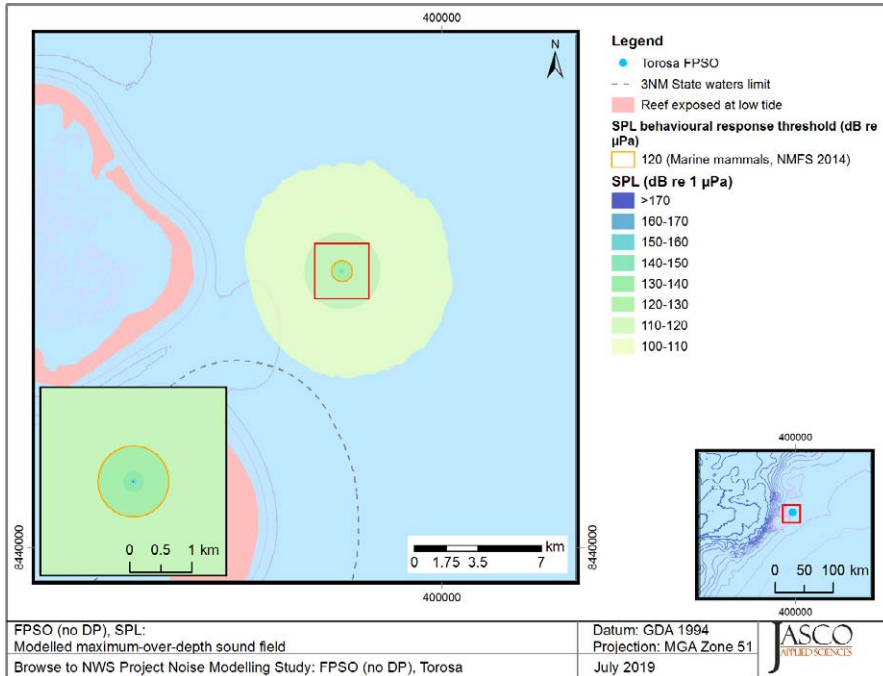 400000
N
8440000
0 0.5 1 km
km
0 1.75 3.5 7
8440000
400000
Legend
Torosa FPSO
3NM State waters limit
Reef exposed at low tide
SPL behavioural response threshold (dB re
µPa)
120 (Marine mammals, NMFS 2014)
SPL (dB re 1 µPa)
>170
160-170
150-160
140-150
130-140
120-130
110-120
100-110
400000
0 50 100 km
400000
FPSO (no DP), SPL:
Modelled maximum-over-depth sound field
Browse to NWS Project Noise Modelling Study: FPSO (no DP), Torosa
Datum: GDA 1994
Projection: MGA Zone 51
July 2019
JASCO
APPLIED SCIENCES